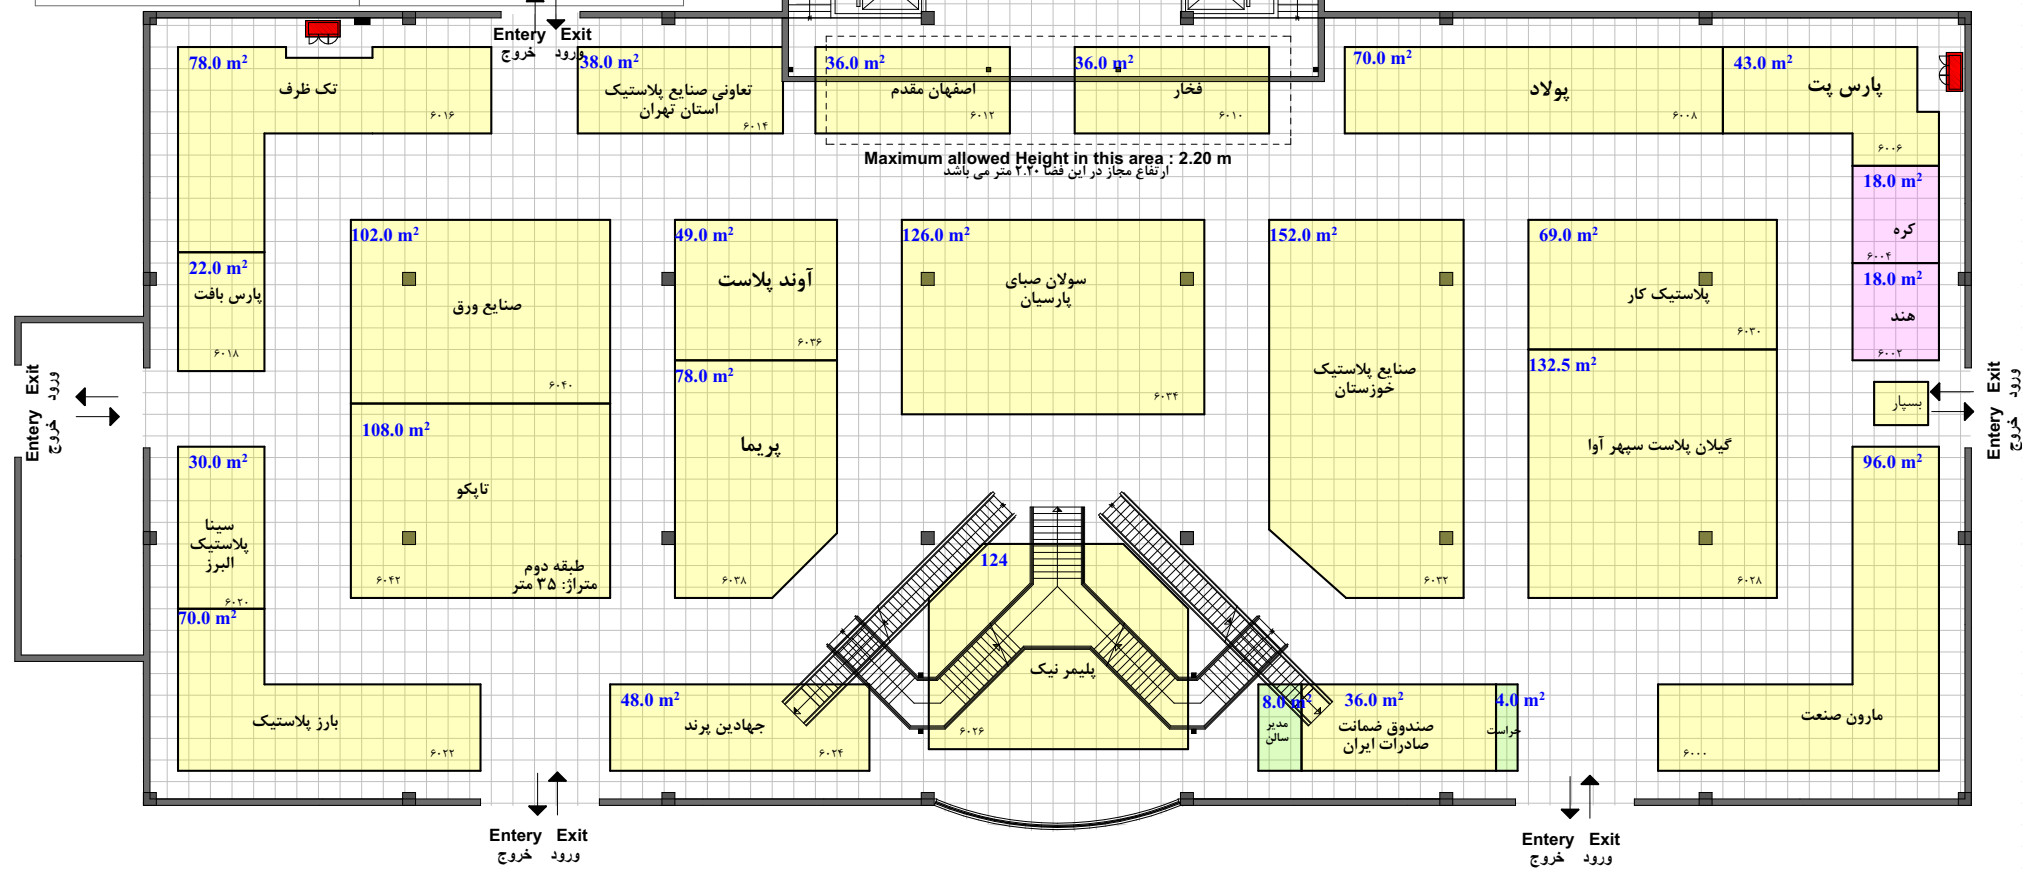 Entery Exit
خروج ورود
78.0 m²
تک ظرف
۶۰۱۶
38.0 m²
تعاونی صنایع پلاستیک
استان تهران
۶۰۱۴
36.0 m²
اصفهان مقدم
۶۰۱۲
36.0 m²
فخار
۶۰۱۰
70.0 m²
پولاد
۶۰۰۸
43.0 m²
پارس پت
۶۰۰۶
Maximum allowed Height in this area : 2.20 m
ارتفاع مجاز در این فضا ۲.۲۰ متر می باشد
18.0 m²
کره
۶۰۰۴
18.0 m²
هند
۶۰۰۲
22.0 m²
پارس بافت
۶۰۱۸
102.0 m²
صنایع ورق
۶۰۴۰
49.0 m²
آوند پلاست
۶۰۳۶
126.0 m²
سولان صبای
پارسیان
۶۰۳۴
152.0 m²
صنایع پلاستیک
خوزستان
۶۰۳۲
69.0 m²
پلاستیک کار
۶۰۳۰
132.5 m²
گیلان پلاست سپهر آوا
۶۰۲۸
بسپار
Entery Exit
خروج ورود
Entery Exit
خروج ورود
108.0 m²
تاپکو
طبقه دوم
متراژ: ۳۵ متر
۶۰۴۲
78.0 m²
پریما
۶۰۳۸
30.0 m²
سینا
پلاستیک
البرز
۶۰۲۰
70.0 m²
بارز پلاستیک
۶۰۲۲
48.0 m²
جهادین پرند
۶۰۲۴
124
پلیمر نیک
۶۰۲۶
8.0 m²
مدیر
سالن
36.0 m²
صندوق ضمانت
صادرات ایران
4.0 m²
حراست
96.0 m²
مارون صنعت
۶۰۰۰
Entery Exit
خروج ورود
Entery Exit
خروج ورود